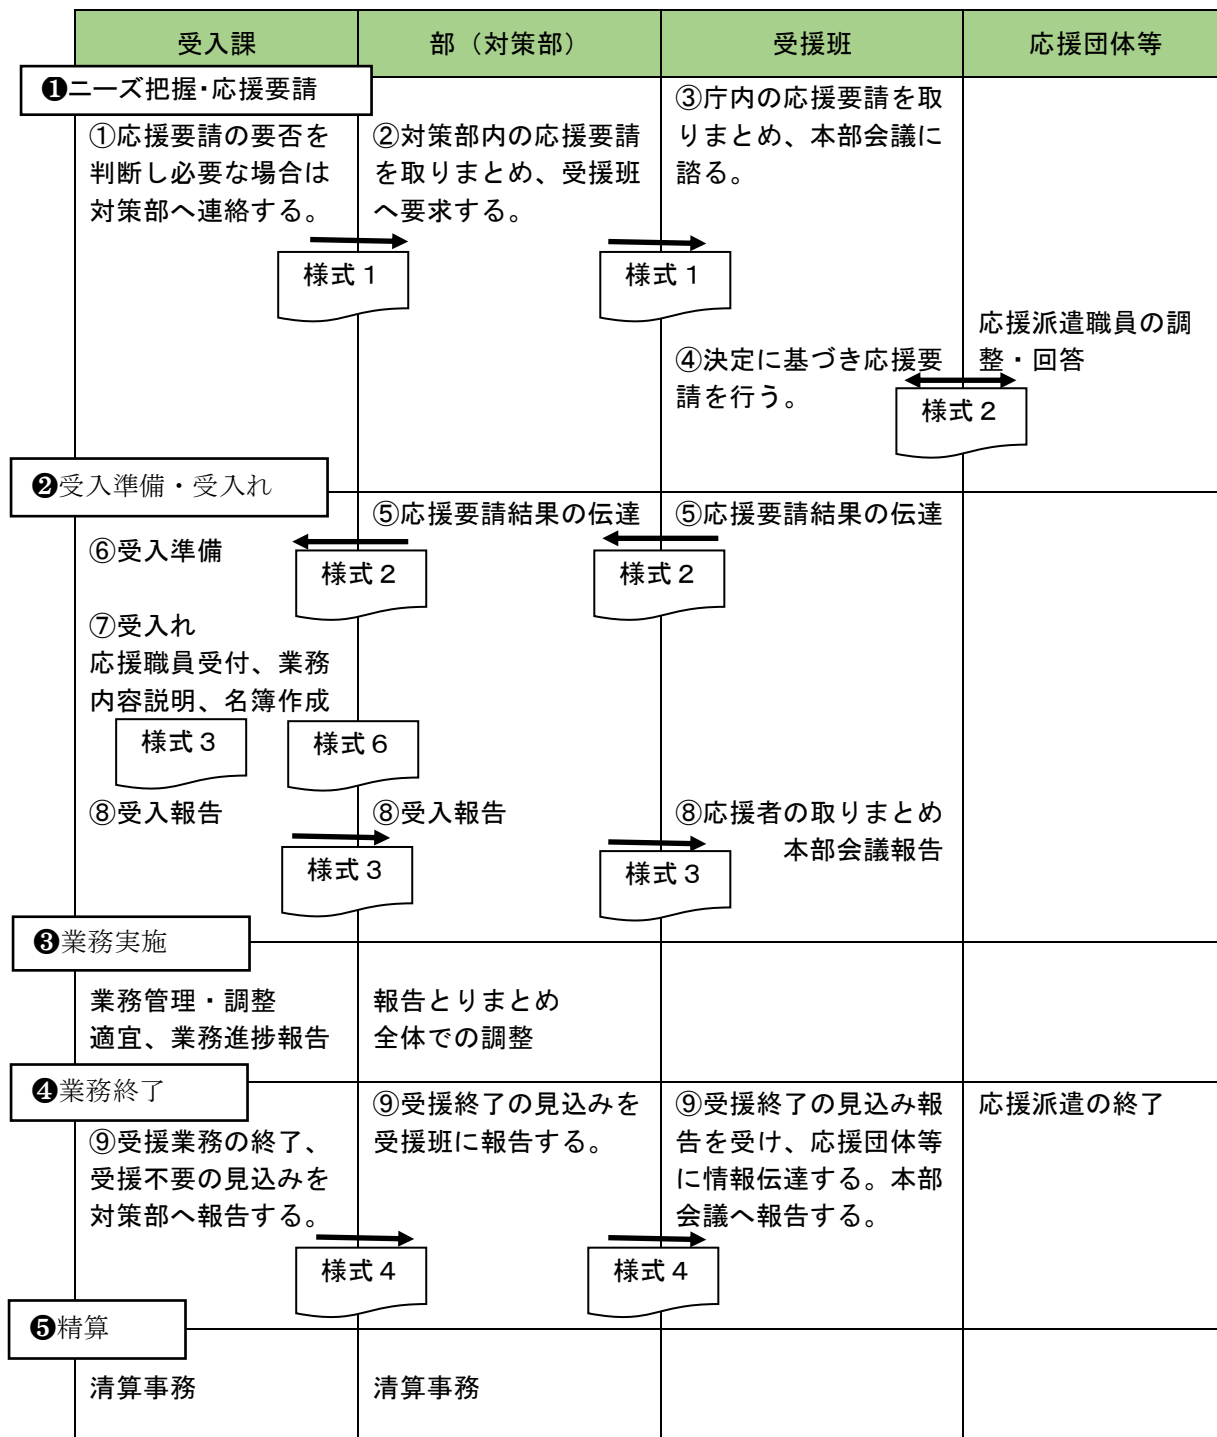 受入課
部（対策部）
受援班
応援団体等
❶ニーズ把握・応援要請
①応援要請の要否を
判断し必要な場合は
対策部へ連絡する。
②対策部内の応援要請
を取りまとめ、受援班
へ要求する。
③庁内の応援要請を取
りまとめ、本部会議に
諮る。
様式１
様式１
応援派遣職員の調
整・回答
④決定に基づき応援要
請を行う。
様式２
❷受入準備・受入れ
⑤応援要請結果の伝達
⑤応援要請結果の伝達
⑥受入準備
様式２
様式２
⑦受入れ
応援職員受付、業務
内容説明、名簿作成
様式３
様式６
⑧受入報告
⑧受入報告
⑧応援者の取りまとめ
本部会議報告
様式３
様式３
❸業務実施
業務管理・調整
適宜、業務進捗報告
報告とりまとめ
全体での調整
❹業務終了
⑨受援業務の終了、
受援不要の見込みを
対策部へ報告する。
⑨受援終了の見込みを
受援班に報告する。
⑨受援終了の見込み報
告を受け、応援団体等
に情報伝達する。本部
会議へ報告する。
応援派遣の終了
様式４
様式４
❺精算
清算事務
清算事務